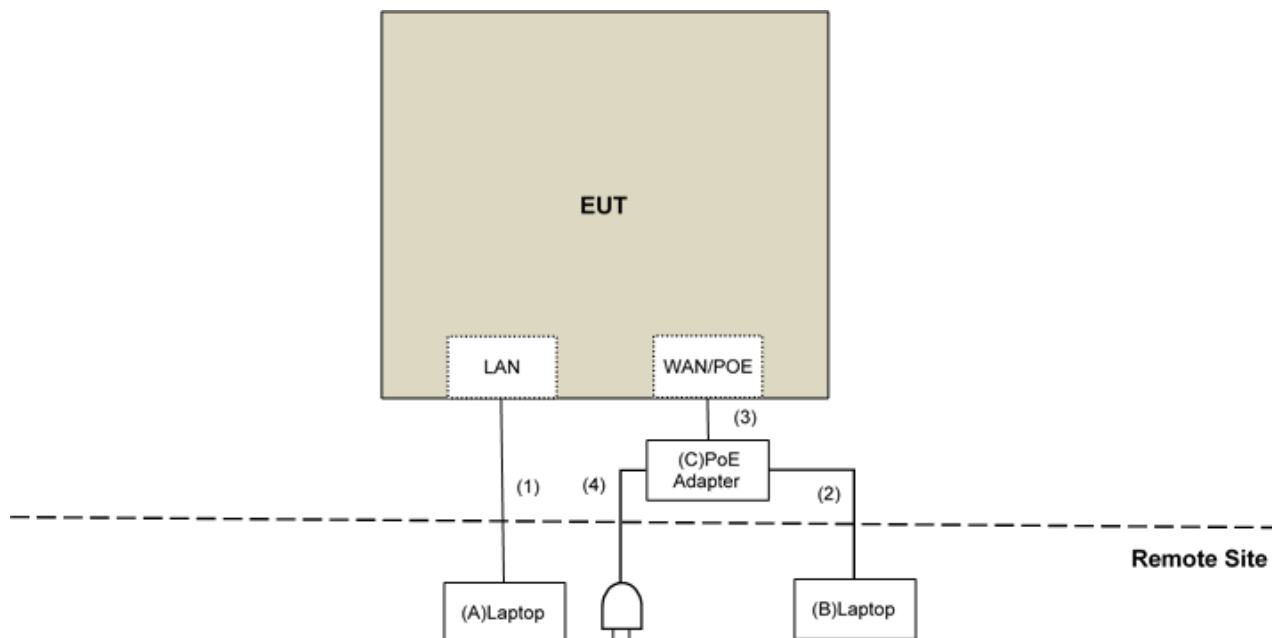 EUT
LAN
WAN/POE
(3)
(C)PoE
Adapter
(1)
(4)
(2)
Remote Site
(A)Laptop
(B)Laptop